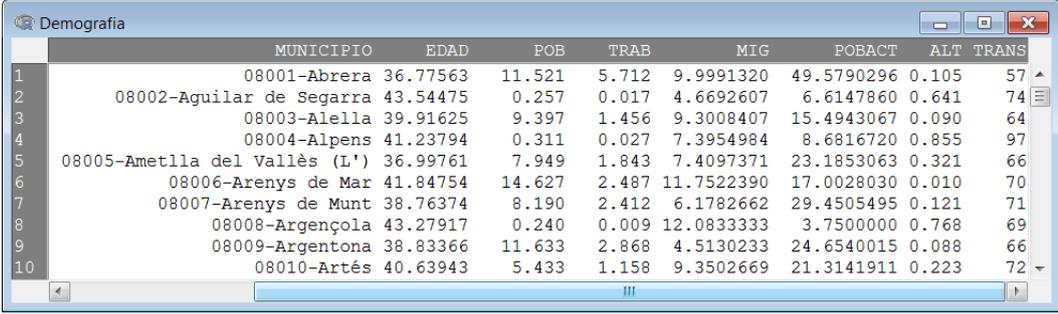 Demografia
MUNICIPIO EDAD POB TRAB MIG POBACT ALT TRANS
1 08001-Abrera 36.77563 11.521 5.712 9.9991320 49.5790296 0.105 57
2 08002-Aguilar de Segarra 43.54475 0.257 0.017 4.6692607 6.6147860 0.641 74
3 08003-Alella 39.91625 9.397 1.456 9.3008407 15.4943067 0.090 64
4 08004-Alpens 41.23794 0.311 0.027 7.3954984 8.6816720 0.855 97
5 08005-Ametlla del Vallès (L') 36.99761 7.949 1.843 7.4097371 23.1853063 0.321 66
6 08006-Arenys de Mar 41.84754 14.627 2.487 11.7522390 17.0028030 0.010 70
7 08007-Arenys de Munt 38.76374 8.190 2.412 6.1782662 29.4505495 0.121 71
8 08008-Argençola 43.27917 0.240 0.009 12.0833333 3.7500000 0.768 69
9 08009-Argentona 38.83366 11.633 2.868 4.5130233 24.6540015 0.088 66
10 08010-Artés 40.63943 5.433 1.158 9.3502669 21.3141911 0.223 72